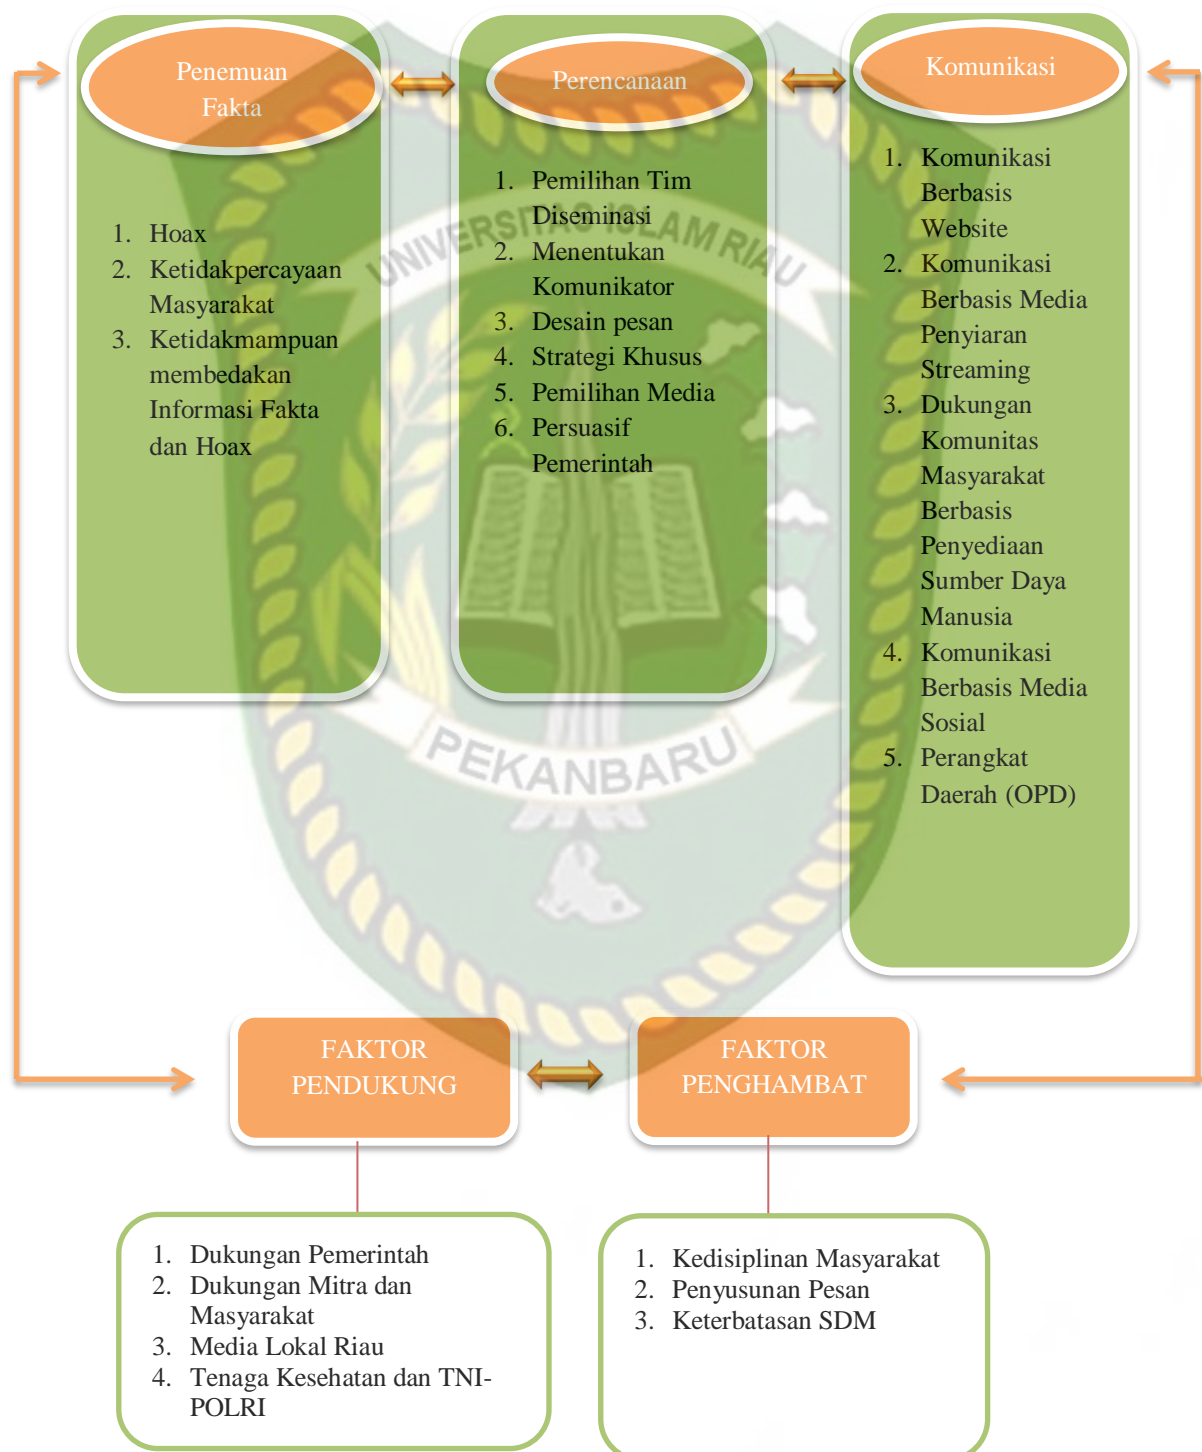 Penemuan
Fakta
1. Hoax
2. Ketidakpercayaan
Masyarakat
3. Ketidakmampuan
membedakan
Informasi Fakta
dan Hoax
Perencanaan
1. Pemilihan Tim
Diseminasi
2. Menentukan
Komunikator
3. Desain pesan
4. Strategi Khusus
5. Pemilihan Media
6. Persuasif
Pemerintah
Komunikasi
1. Komunikasi
Berbasis
Website
2. Komunikasi
Berbasis Media
Penyiaran
Streaming
3. Dukungan
Komunitas
Masyarakat
Berbasis
Penyediaan
Sumber Daya
Manusia
4. Komunikasi
Berbasis Media
Sosial
5. Perangkat
Daerah (OPD)
UNIVERSITAS ISLAM RIAU
PEKANBARU
FAKTOR
PENDUKUNG
FAKTOR
PENGHAMBAT
1. Dukungan Pemerintah
2. Dukungan Mitra dan
Masyarakat
3. Media Lokal Riau
4. Tenaga Kesehatan dan TNI-
POLRI
1. Kedisiplinan Masyarakat
2. Penyusunan Pesan
3. Keterbatasan SDM